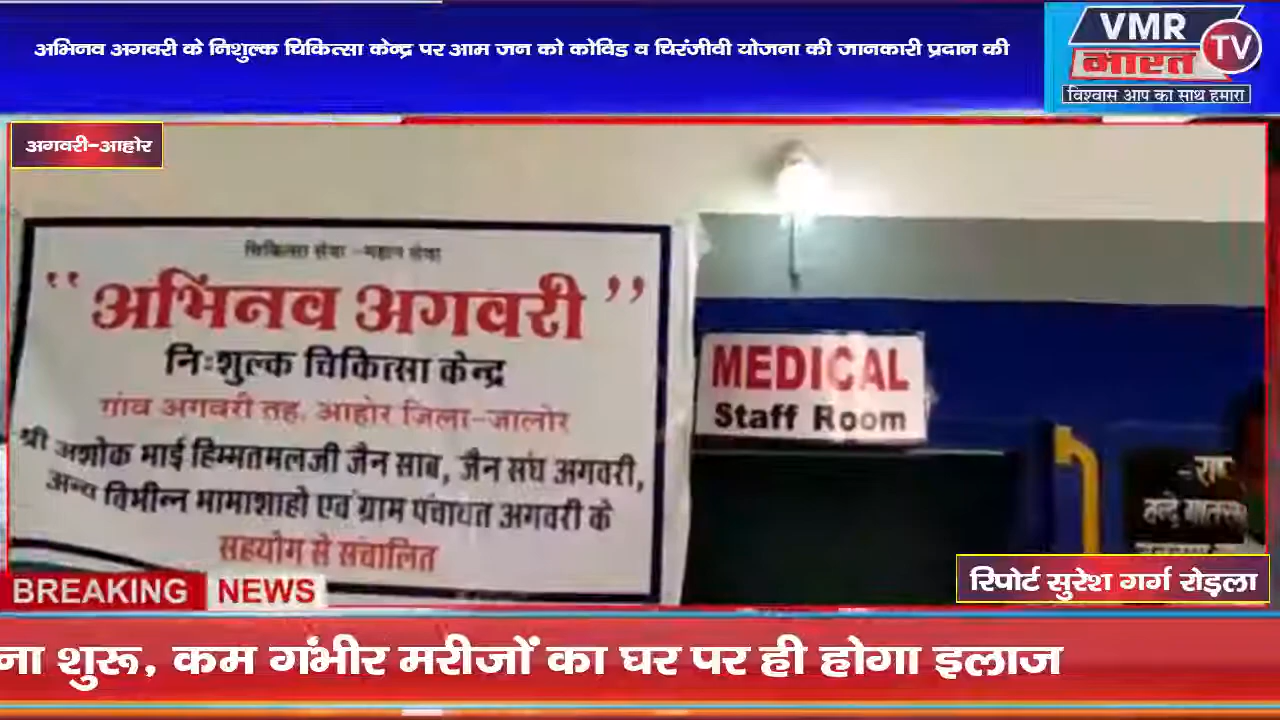 अभिनव अगवरी के निशुल्क चिकित्सा केन्द्र पर आम जन को कोविड व चिरंजीवी योजना की जानकारी प्रदान की
VMR
भारत
TV
विश्वास आप का साथ हमारा
अगवरी-आहोर
चिकित्सा सेवा -महान सेवा
" अभिनव अगवरी "
निःशुल्क चिकित्सा केन्द्र
गांव अगवरी तह. आहोर जिला-जालोर
श्री अशोक भाई हिम्मतमलजी जैन साब, जैन संघ अगवरी,
अन्य विभीन्न भामाशाहो एवं ग्राम पंचायत अगवरी के
सहयोग से संचालित
MEDICAL
Staff Room
वन्दे मातरम
BREAKING NEWS
रिपोर्ट सुरेश गर्ग रोड़ला
ना शुरू, कम गंभीर मरीजों का घर पर ही होगा इलाज